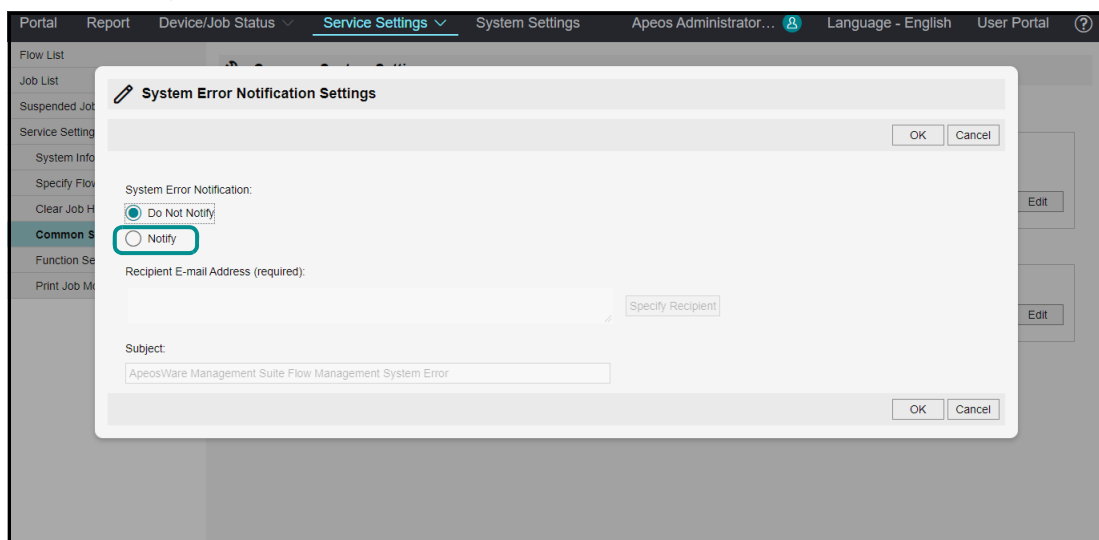 Portal Report Device/Job Status Service Settings System Settings Apeos Administrator… Language - English User Portal ?
Flow List
Job List
Suspended Job
Service Setting
System Info
Specify Flow
Clear Job H
Common S
Function Se
Print Job Mo
System Error Notification Settings
OK Cancel
System Error Notification:
Do Not Notify
Notify
Recipient E-mail Address (required):
Specify Recipient
Subject:
ApeosWare Management Suite Flow Management System Error
OK Cancel
Edit
Edit